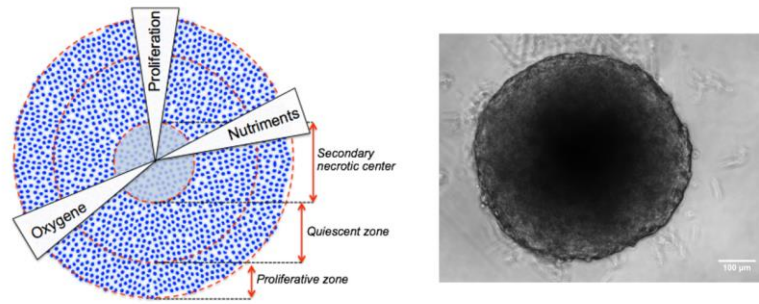 Proliferation
Nutriments
Oxygene
Secondary
necrotic center
Quiescent zone
Proliferative zone
100 µm